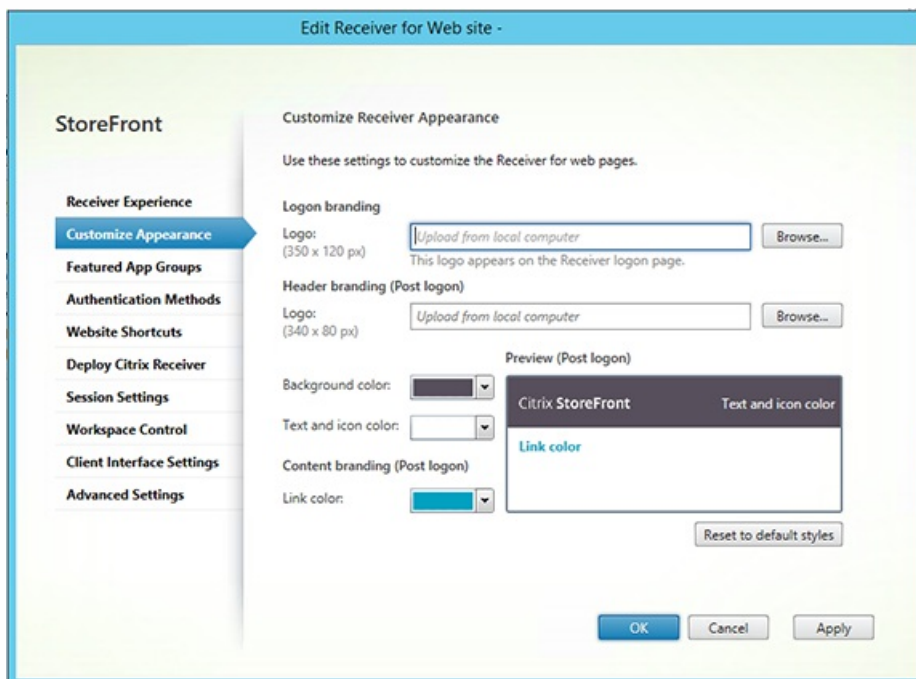 Edit Receiver for Web site -
StoreFront
Receiver Experience
Customize Appearance
Featured App Groups
Authentication Methods
Website Shortcuts
Deploy Citrix Receiver
Session Settings
Workspace Control
Client Interface Settings
Advanced Settings
Customize Receiver Appearance
Use these settings to customize the Receiver for web pages.
Logon branding
Logo: Upload from local computer Browse...
(350 x 120 px)
This logo appears on the Receiver logon page.
Header branding (Post logon)
Logo: Upload from local computer Browse...
(340 x 80 px)
Background color:
Text and icon color:
Content branding (Post logon)
Link color:
Preview (Post logon)
Citrix StoreFront Text and icon color
Link color
Reset to default styles
OK Cancel Apply